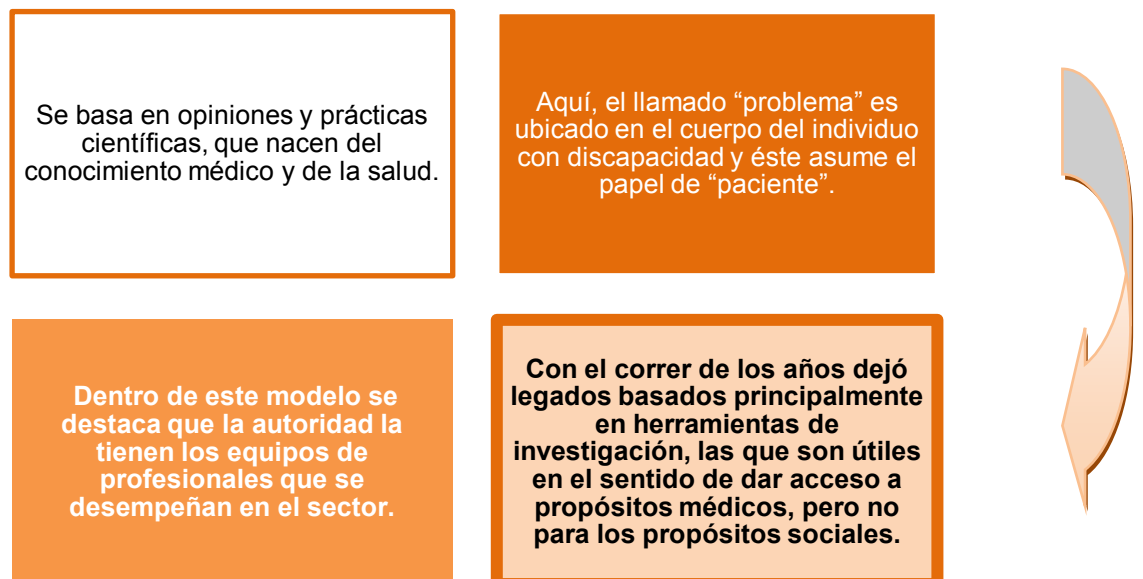 Se basa en opiniones y prácticas
científicas, que nacen del
conocimiento médico y de la salud.
Aquí, el llamado “problema” es
ubicado en el cuerpo del individuo
con discapacidad y éste asume el
papel de “paciente”.
Dentro de este modelo se
destaca que la autoridad la
tienen los equipos de
profesionales que se
desempeñan en el sector.
Con el correr de los años dejó
legados basados principalmente
en herramientas de
investigación, las que son útiles
en el sentido de dar acceso a
propósitos médicos, pero no
para los propósitos sociales.